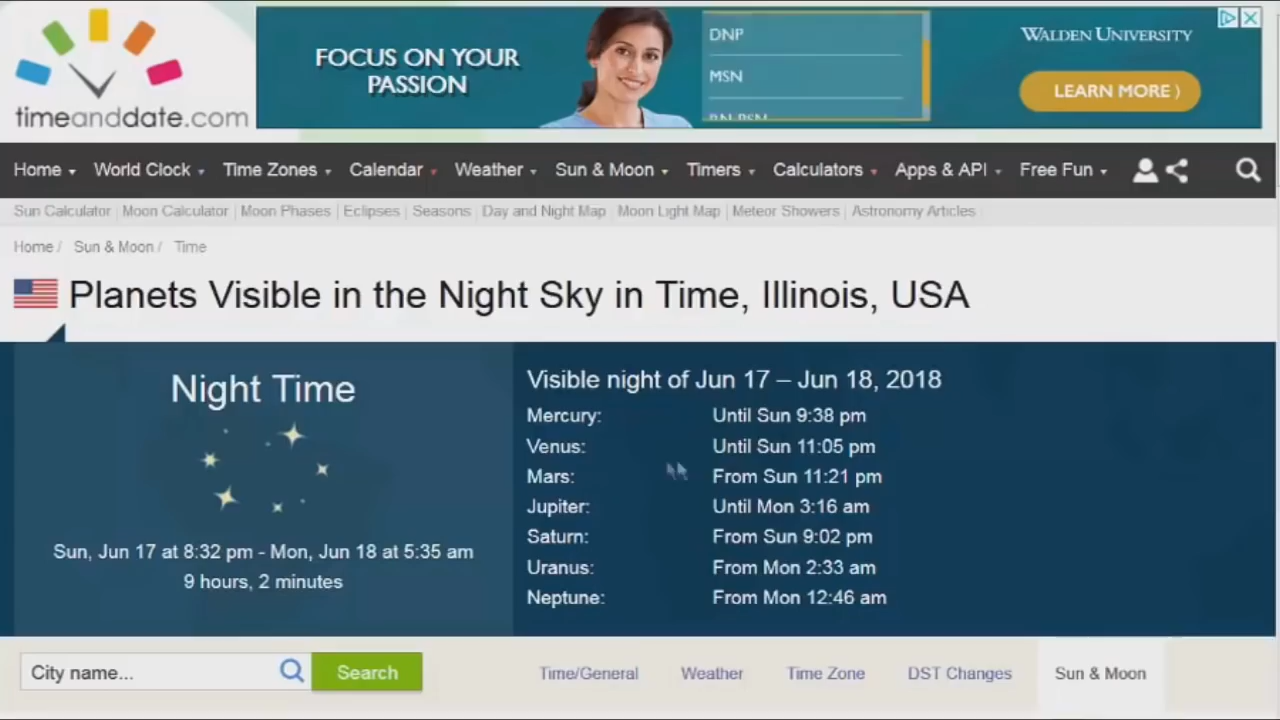 timeanddate.com
FOCUS ON YOUR
PASSION
DNP
MSN
WALDEN UNIVERSITY
LEARN MORE
Home
World Clock
Time Zones
Calendar
Weather
Sun & Moon
Timers
Calculators
Apps & API
Free Fun
Sun Calculator | Moon Calculator | Moon Phases | Eclipses | Seasons | Day and Night Map | Moon Light Map | Meteor Showers | Astronomy Articles
Home / Sun & Moon / Time
Planets Visible in the Night Sky in Time, Illinois, USA
Night Time
Sun, Jun 17 at 8:32 pm - Mon, Jun 18 at 5:35 am
9 hours, 2 minutes
Visible night of Jun 17 – Jun 18, 2018
Mercury: Until Sun 9:38 pm
Venus: Until Sun 11:05 pm
Mars: From Sun 11:21 pm
Jupiter: Until Mon 3:16 am
Saturn: From Sun 9:02 pm
Uranus: From Mon 2:33 am
Neptune: From Mon 12:46 am
City name...
Search
Time/General
Weather
Time Zone
DST Changes
Sun & Moon